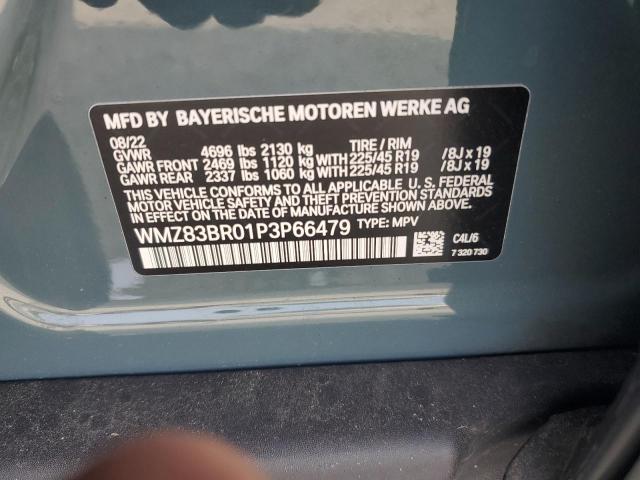 MFD BY BAYERISCHE MOTOREN WERKE AG
08/22
GVWR 4696 lbs 2130 kg TIRE / RIM
GAWR FRONT 2469 lbs 1120 kg WITH 225/45 R19 /8J x 19
GAWR REAR 2337 lbs 1060 kg WITH 225/45 R19 /8J x 19
THIS VEHICLE CONFORMS TO ALL APPLICABLE U. S. FEDERAL
MOTOR VEHICLE SAFETY AND THEFT PREVENTION STANDARDS
IN EFFECT ON THE DATE OF MANUFACTURE SHOWN ABOVE.
WMZ83BR01P3P66479 TYPE: MPV
C4L/6
7 320 730